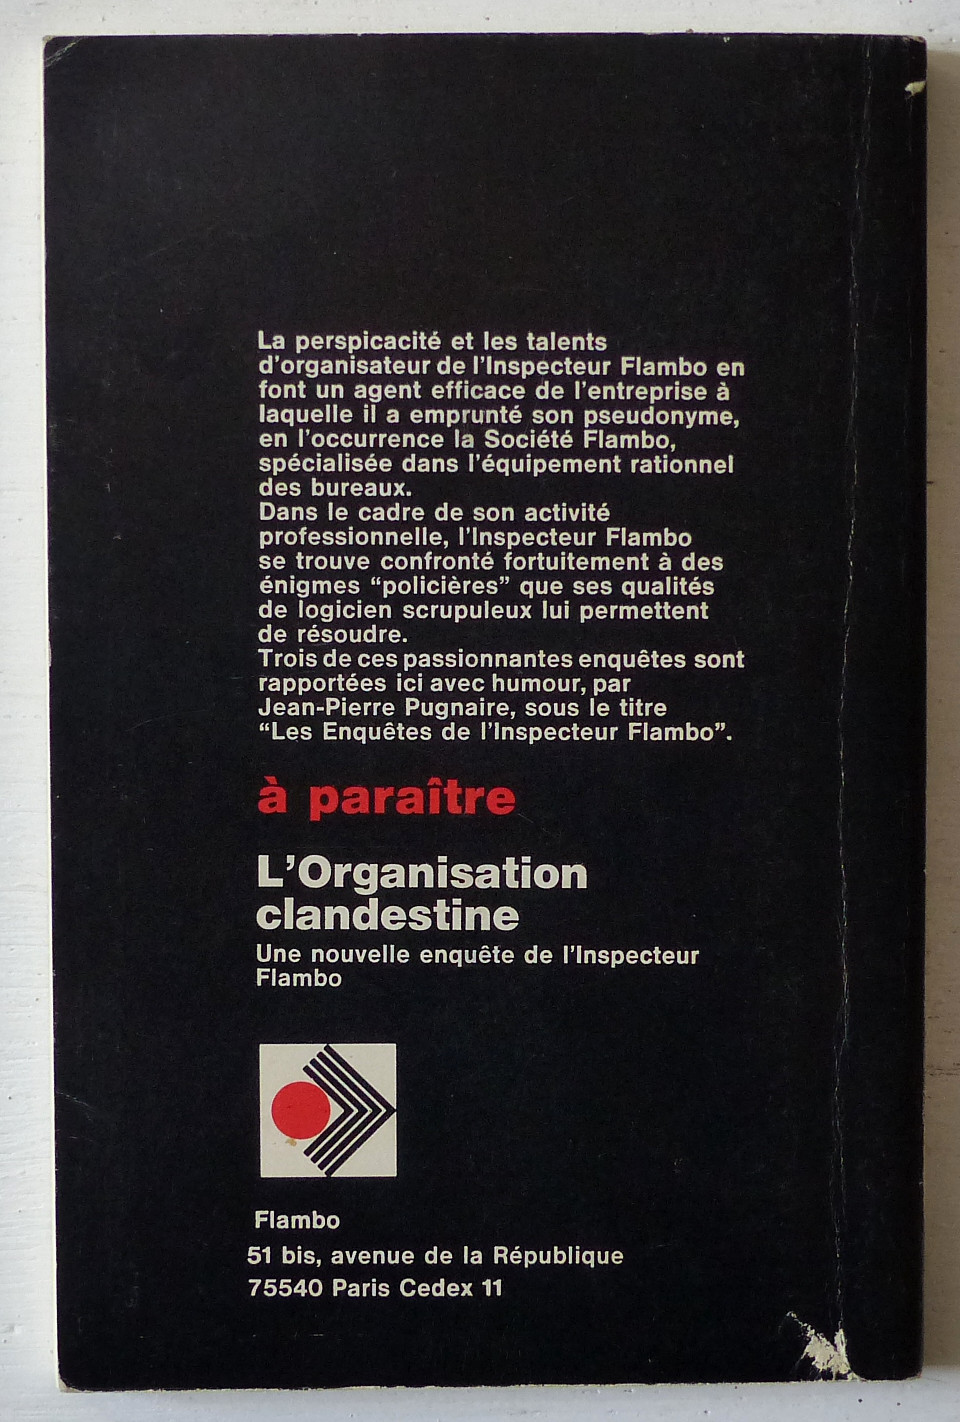 La perspicacité et les talents
d'organisateur de l'Inspecteur Flambo en
font un agent efficace de l'entreprise à
laquelle il a emprunté son pseudonyme,
en l'occurrence la Société Flambo,
spécialisée dans l'équipement rationnel
des bureaux.
Dans le cadre de son activité
professionnelle, l'Inspecteur Flambo
se trouve confronté fortuitement à des
énigmes “policières” que ses qualités
de logicien scrupuleux lui permettent
de résoudre.
Trois de ces passionnantes enquêtes sont
rapportées ici avec humour, par
Jean-Pierre Pugnaire, sous le titre
“Les Enquêtes de l'Inspecteur Flambo”.
à paraître
L'Organisation
clandestine
Une nouvelle enquête de l'Inspecteur
Flambo
Flambo
51 bis, avenue de la République
75540 Paris Cedex 11